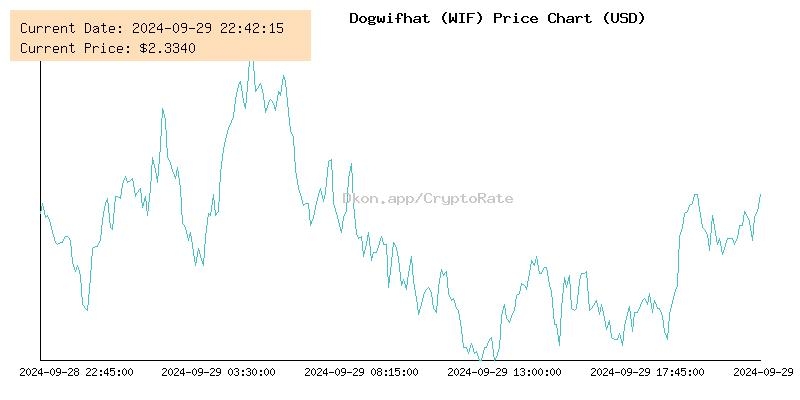 Dogwifhat (WIF) Price Chart (USD)
Current Date: 2024-09-29 22:42:15
Current Price: $2.3340
Dkon.app/CryptoRate
2024-09-28 22:45:00
2024-09-29 03:30:00
2024-09-29 08:15:00
2024-09-29 13:00:00
2024-09-29 17:45:00
2024-09-29